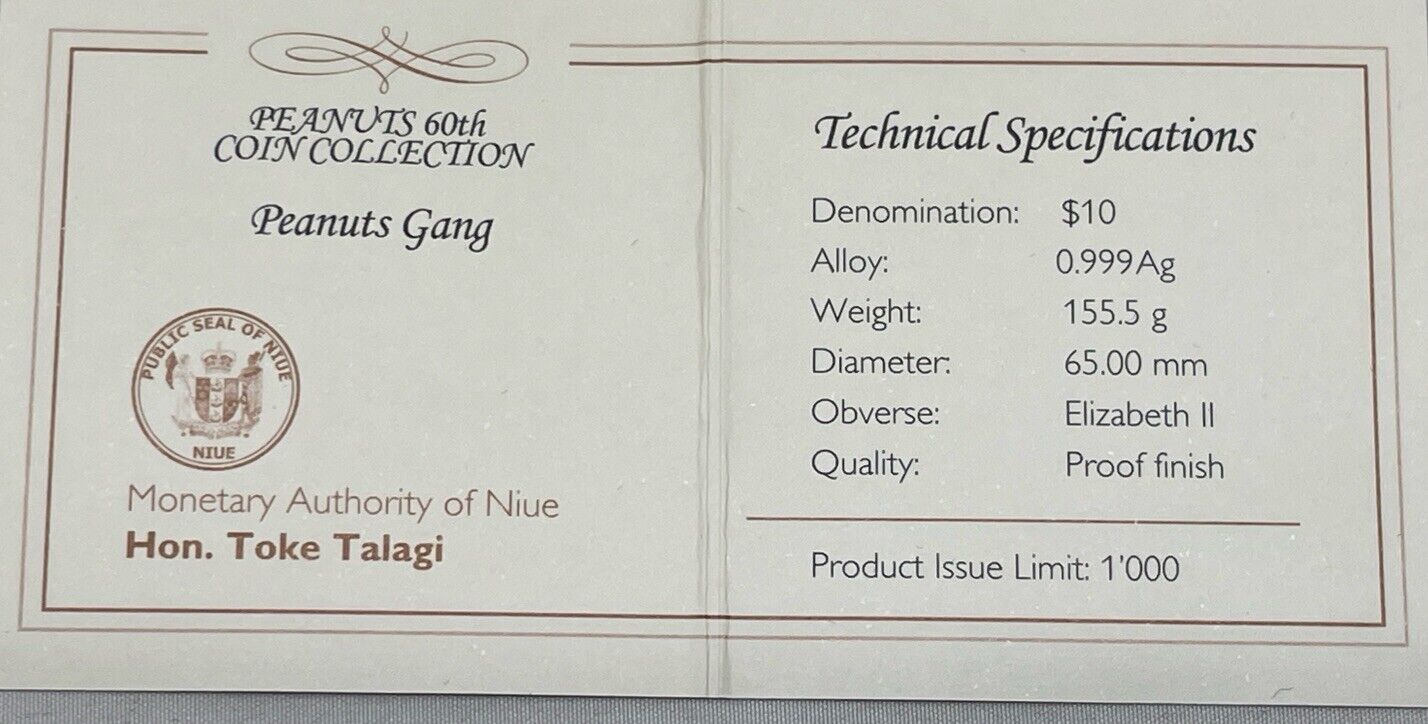 PEANUTS 60th
COIN COLLECTION
Peanuts Gang
PUBLIC SEAL OF NIUE
NIUE
Monetary Authority of Niue
Hon. Toke Talagi
Technical Specifications
Denomination: $10
Alloy: 0.999 Ag
Weight: 155.5 g
Diameter: 65.00 mm
Obverse: Elizabeth II
Quality: Proof finish
Product Issue Limit: 1'000